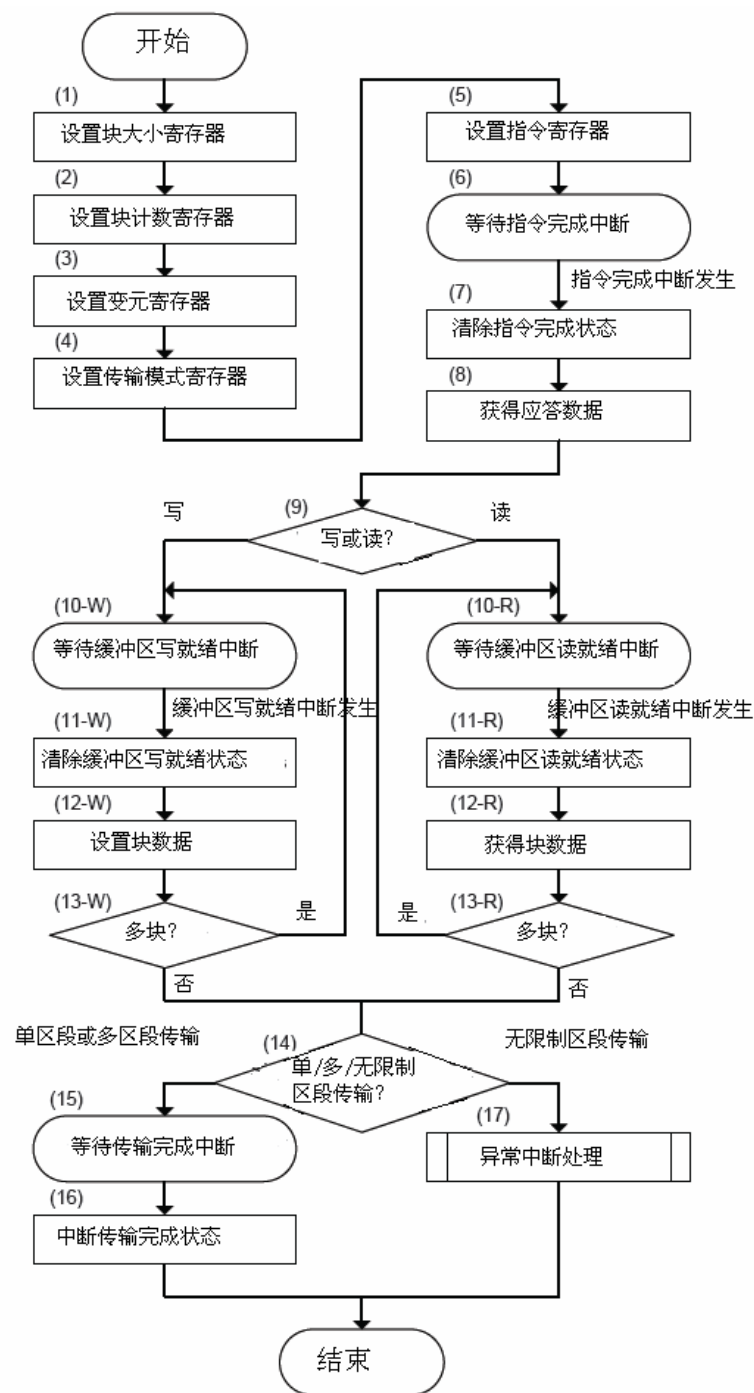 开始
(1)
设置块大小寄存器
(2)
设置块计数寄存器
(3)
设置变元寄存器
(4)
设置传输模式寄存器
(5)
设置指令寄存器
(6)
等待指令完成中断
指令完成中断发生
(7)
清除指令完成状态
(8)
获得应答数据
(9)
写
写或读?
读
(10-W)
等待缓冲区写就绪中断
缓冲区写就绪中断发生
(11-W)
清除缓冲区写就绪状态
(12-W)
设置块数据
(13-W)
多块?
是
否
(10-R)
等待缓冲区读就绪中断
缓冲区读就绪中断发生
(11-R)
清除缓冲区读就绪状态
(12-R)
获得块数据
(13-R)
是
多块?
否
单区段或多区段传输
(14)
单/多/无限制
区段传输?
无限制区段传输
(15)
等待传输完成中断
(16)
中断传输完成状态
(17)
异常中断处理
结束